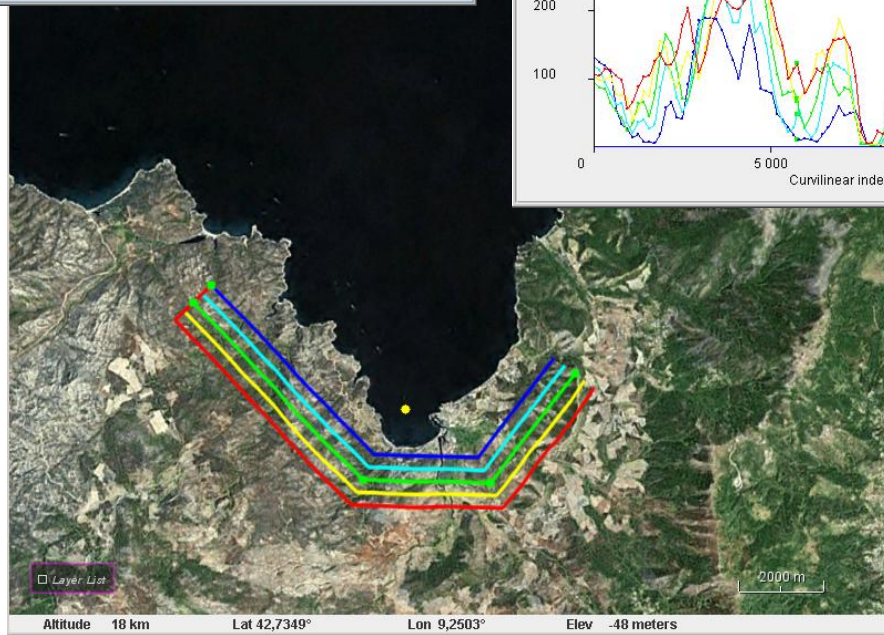 200
100
0
5 000
Curvilinear inde
Layer List
2000 m
Altitude 18 km Lat 42,7349° Lon 9,2503° Elev -48 meters